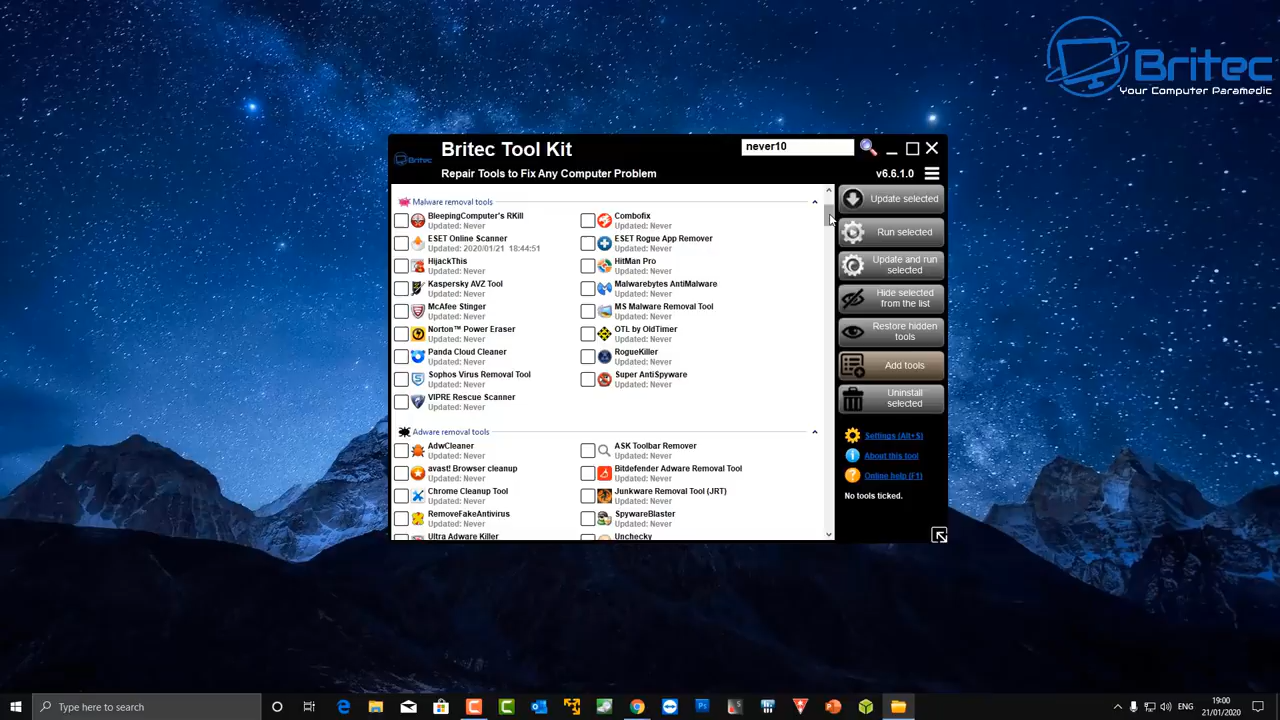 Britec
Your Computer Paramedic
Britec Tool Kit
never10
Britec
Repair Tools to Fix Any Computer Problem
v6.6.1.0
Malware removal tools
BleepingComputer's RKill
Updated: Never
Combofix
Updated: Never
ESET Online Scanner
Updated: 2020/01/21 18:44:51
ESET Rogue App Remover
Updated: Never
HijackThis
Updated: Never
HitMan Pro
Updated: Never
Kaspersky AVZ Tool
Updated: Never
Malwarebytes AntiMalware
Updated: Never
McAfee Stinger
Updated: Never
MS Malware Removal Tool
Updated: Never
Norton™ Power Eraser
Updated: Never
OTL by OldTimer
Updated: Never
Panda Cloud Cleaner
Updated: Never
RogueKiller
Updated: Never
Sophos Virus Removal Tool
Updated: Never
Super AntiSpyware
Updated: Never
VIPRE Rescue Scanner
Updated: Never
Adware removal tools
AdwCleaner
Updated: Never
ASK Toolbar Remover
Updated: Never
avast! Browser cleanup
Updated: Never
Bitdefender Adware Removal Tool
Updated: Never
Chrome Cleanup Tool
Updated: Never
Junkware Removal Tool (JRT)
Updated: Never
RemoveFakeAntivirus
Updated: Never
SpywareBlaster
Updated: Never
Ultra Adware Killer
Unchecky
Update selected
Run selected
Update and run
selected
Hide selected
from the list
Restore hidden
tools
Add tools
Uninstall
selected
Settings (Alt+S)
About this tool
Online help (F1)
No tools ticked.
Type here to search
19:00
21/01/2020